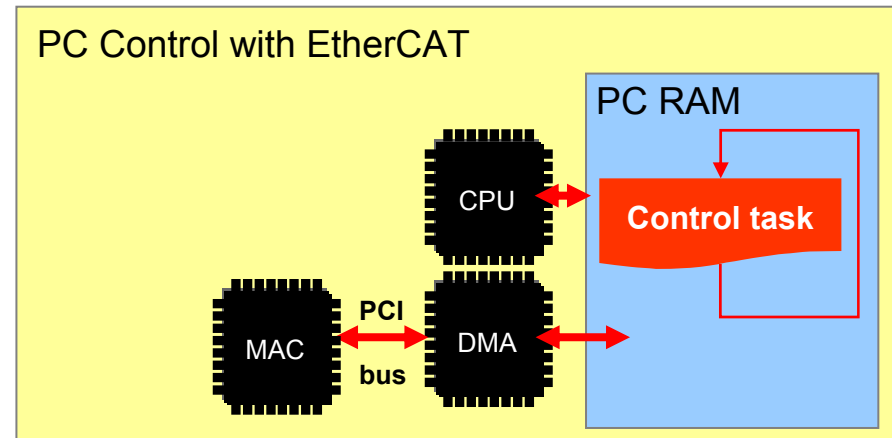 PC Control with EtherCAT
PC RAM
CPU
Control task
PCI
MAC
DMA
bus